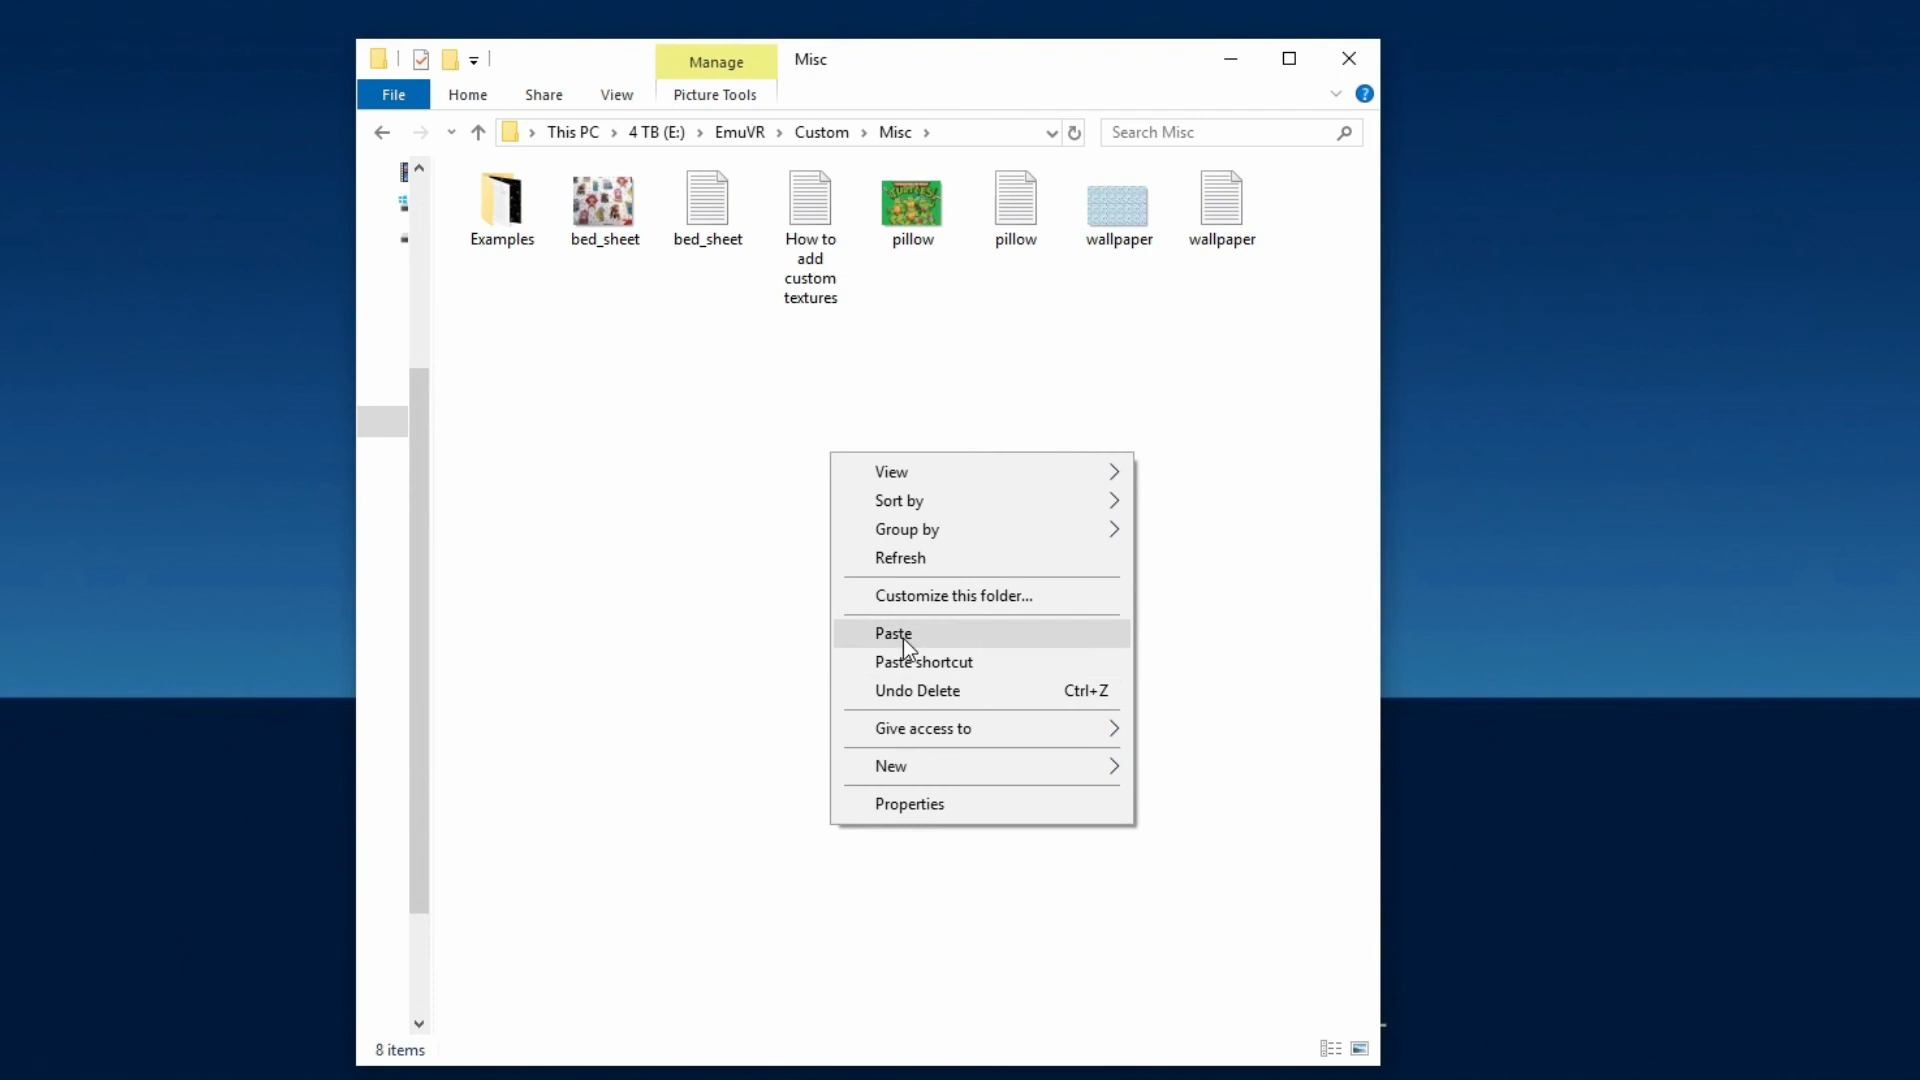 Manage
Misc
File
Home
Share
View
Picture Tools
This PC
4 TB (E:)
EmuVR
Custom
Misc
Search Misc
Examples
bed_sheet
bed_sheet
How to
add
custom
textures
pillow
pillow
wallpaper
wallpaper
View
Sort by
Group by
Refresh
Customize this folder...
Paste
Paste shortcut
Undo Delete Ctrl+Z
Give access to
New
Properties
8 items